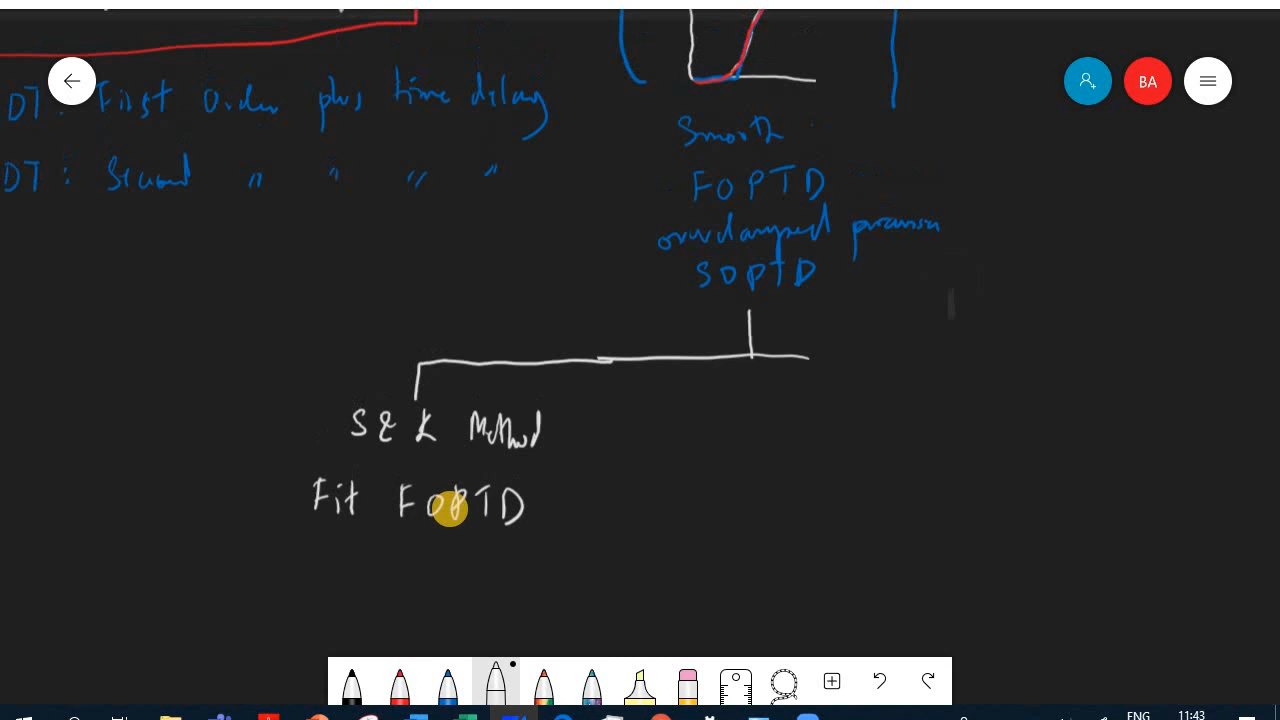 DT: First Order plus time delay
DT: Second " " " "
Smooth
FOPTD
overdamped process
SOPTD
S & K Method
Fit FOPTD
BA
ENG
11:43